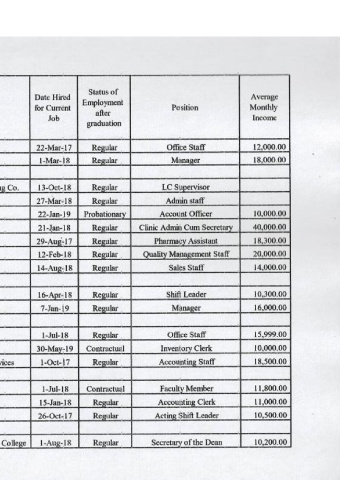 Date Hired for Current Job | Status of Employment after graduation | Position | Average Monthly Income
22-Mar-17 Regular Office Staff 12,000.00
1-Mar-18 Regular Manager 18,000.00
ng Co. 13-Oct-18 Regular LC Supervisor
27-Mar-18 Regular Admin staff
22-Jan-19 Probationary Account Officer 10,000.00
21-Jan-18 Regular Clinic Admin Cum Secretary 40,000.00
29-Aug-17 Regular Pharmacy Assistant 18,300.00
12-Feb-18 Regular Quality Management Staff 20,000.00
14-Aug-18 Regular Sales Staff 14,000.00
16-Apr-18 Regular Shift Leader 10,300.00
7-Jan-19 Regular Manager 16,000.00
1-Jul-18 Regular Office Staff 15,999.00
30-May-19 Contractual Inventory Clerk 10,000.00
vices 1-Oct-17 Regular Accounting Staff 18,500.00
1-Jul-18 Contractual Faculty Member 11,800.00
15-Jan-18 Regular Accounting Clerk 11,000.00
26-Oct-17 Regular Acting Shift Leader 10,500.00
College 1-Aug-18 Regular Secretary of the Dean 10,200.00